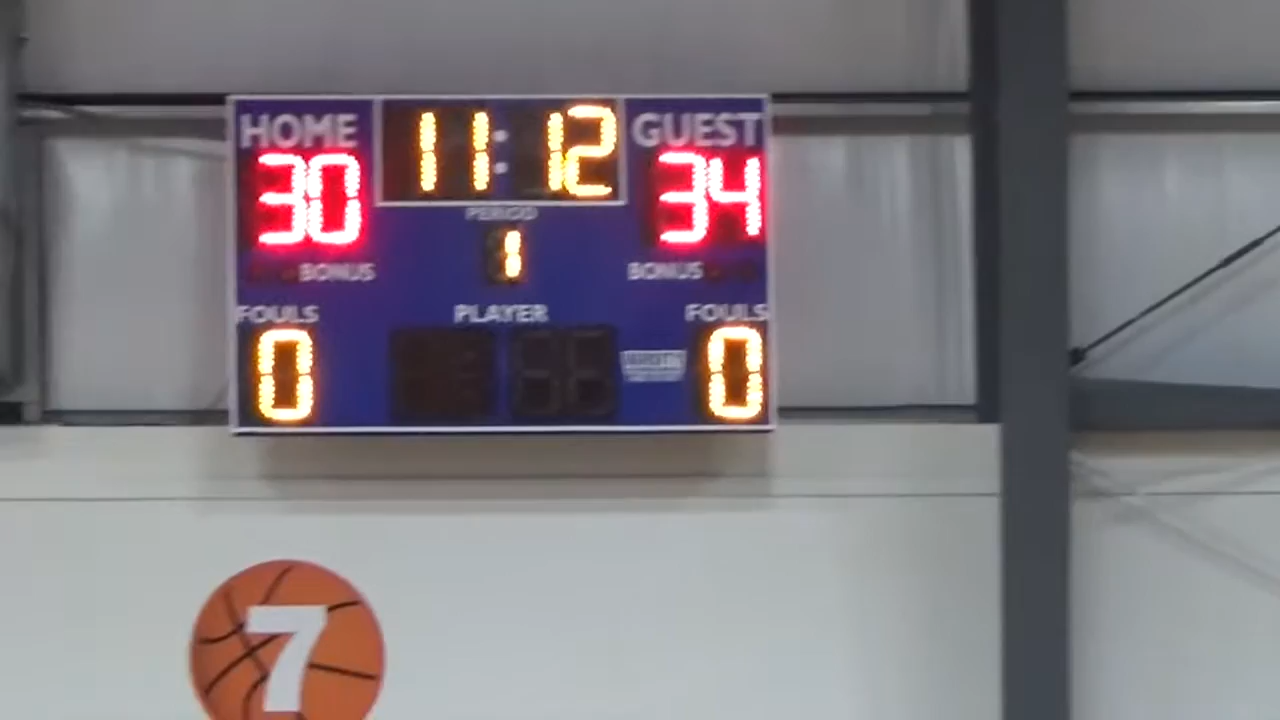 HOME 11:12 GUEST
30 34
PERIOD
1
BONUS BONUS
FOULS PLAYER FOULS
0 0
7